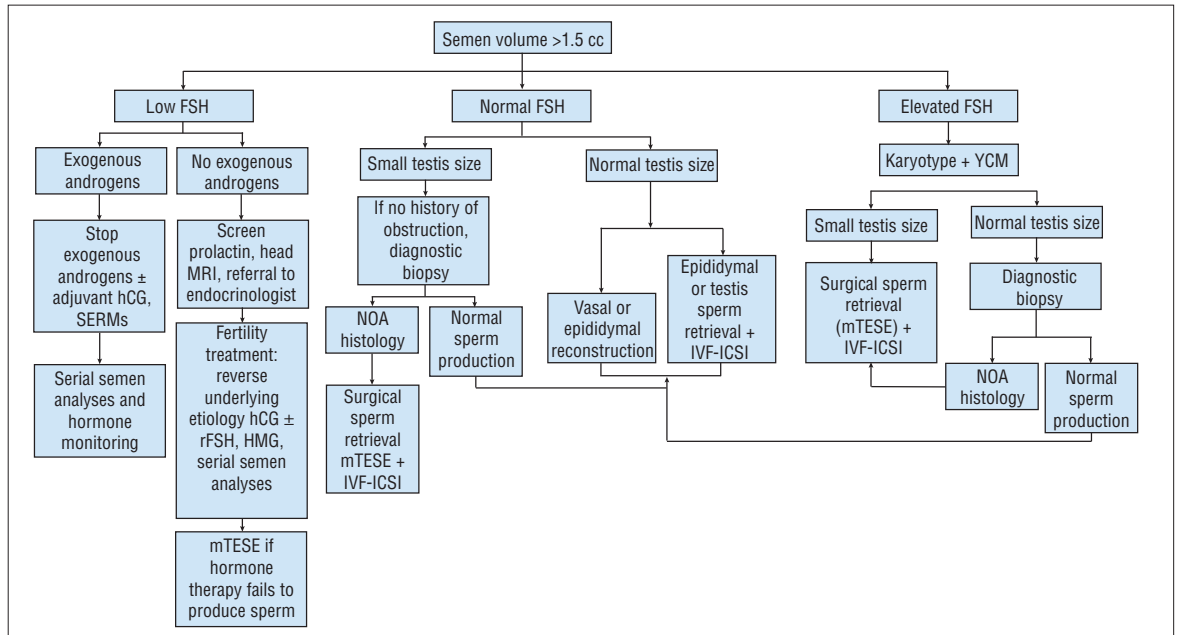 Semen volume >1.5 cc
Low FSH
Normal FSH
Elevated FSH
Exogenous
androgens
No exogenous
androgens
Small testis size
Normal testis size
Karyotype + YCM
Stop
exogenous
androgens ±
adjuvant hCG,
SERMs
Screen
prolactin, head
MRI, referral to
endocrinologist
If no history of
obstruction,
diagnostic
biopsy
Small testis size
Normal testis size
Vasal or
epididymal
reconstruction
Epididymal
or testis
sperm
retrieval +
IVF-ICSI
Surgical sperm
retrieval
(mTESE) +
IVF-ICSI
Diagnostic
biopsy
Serial semen
analyses and
hormone
monitoring
Fertility
treatment:
reverse
underlying
etiology hCG ±
rFSH, HMG,
serial semen
analyses
NOA
histology
Normal
sperm
production
NOA
histology
Normal
sperm
production
Surgical
sperm
retrieval
mTESE +
IVF-ICSI
mTESE if
hormone
therapy fails to
produce sperm